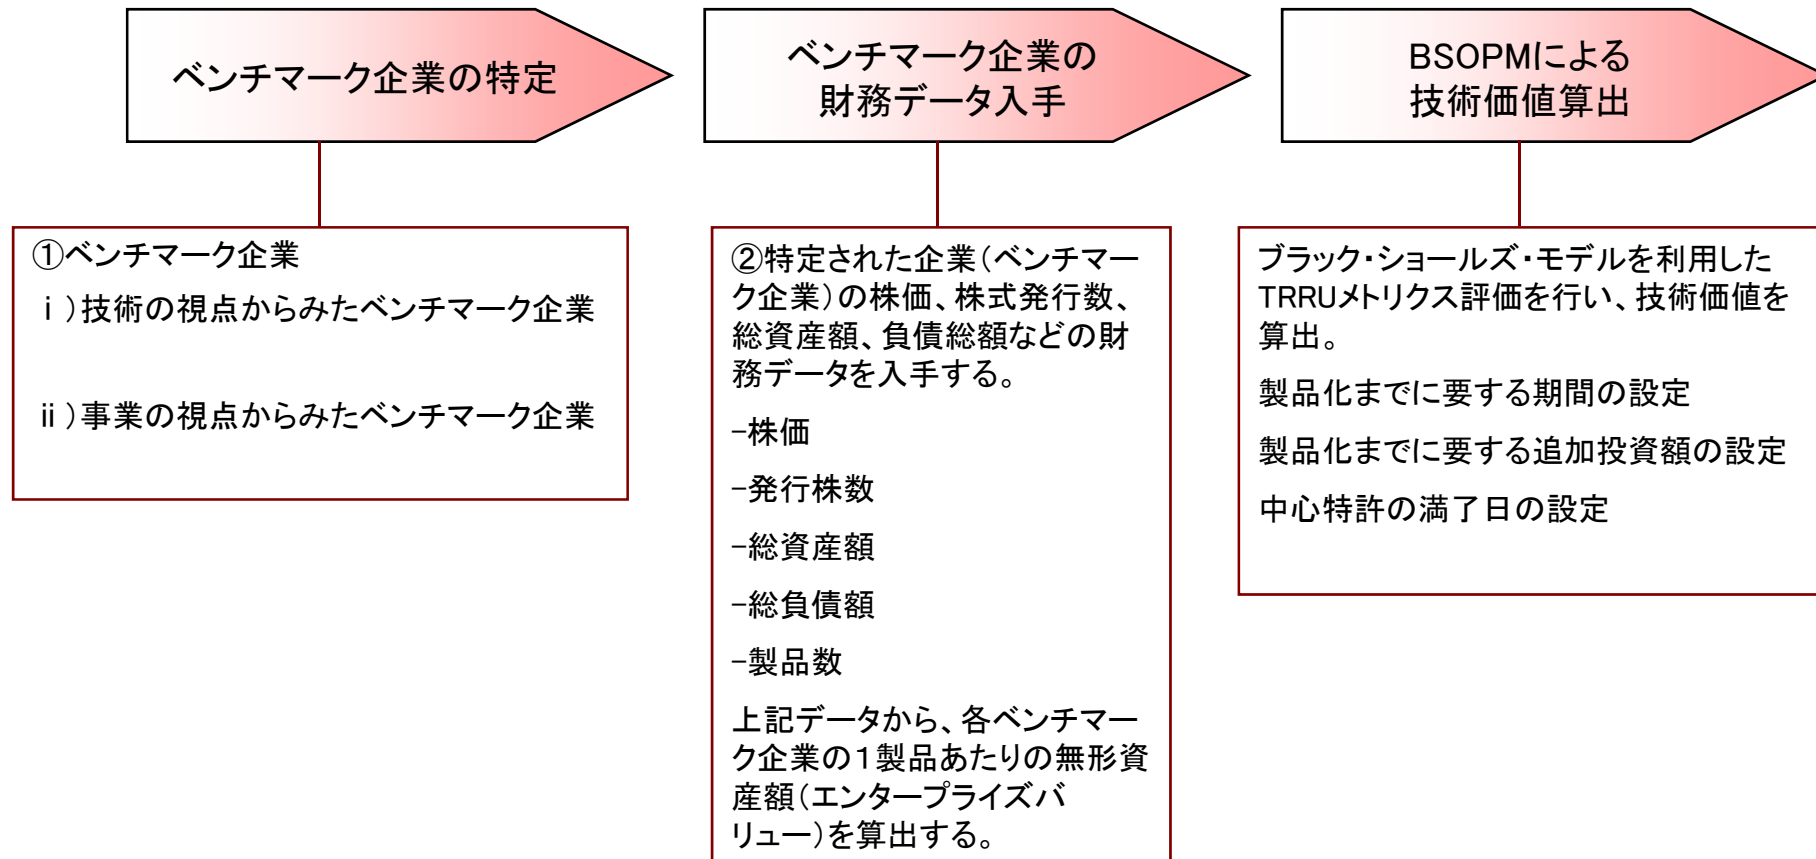 ベンチマーク企業の特定
ベンチマーク企業の
財務データ入手
BSOPMによる
技術価値算出
①ベンチマーク企業
ⅰ)技術の視点からみたベンチマーク企業
ⅱ)事業の視点からみたベンチマーク企業
②特定された企業(ベンチマー
ク企業)の株価、株式発行数、
総資産額、負債総額などの財
務データを入手する。
-株価
-発行株数
-総資産額
-総負債額
-製品数
上記データから、各ベンチマー
ク企業の1製品あたりの無形資
産額(エンタープライズバ
リュー)を算出する。
ブラック・ショールズ・モデルを利用した
TRRUメトリクス評価を行い、技術価値を
算出。
製品化までに要する期間の設定
製品化までに要する追加投資額の設定
中心特許の満了日の設定